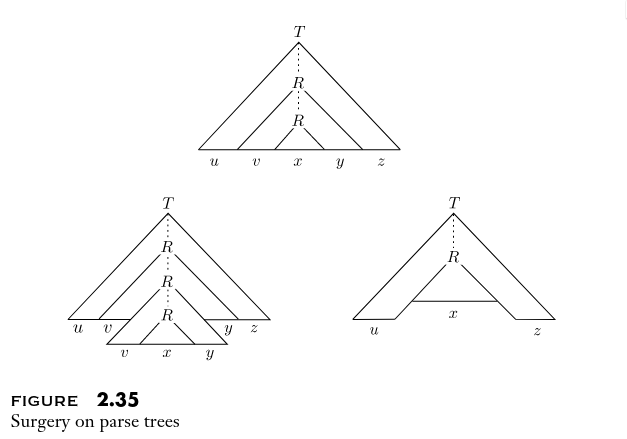 T
R
R
u v x y z
T
R
R
R
u v y z
v x y
T
R
x
u z
FIGURE 2.35
Surgery on parse trees